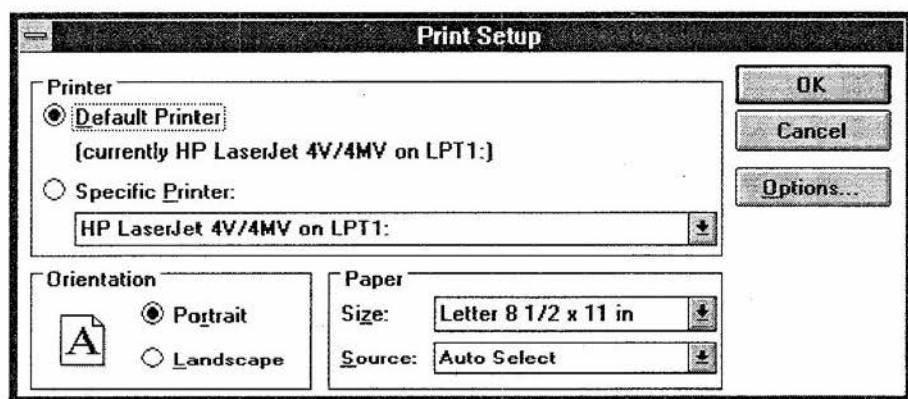 Print Setup
Printer
Default Printer
(currently HP LaserJet 4V/4MV on LPT1:)
Specific Printer:
HP LaserJet 4V/4MV on LPT1:
OK
Cancel
Options...
Orientation
A
Portrait
Landscape
Paper
Size: Letter 8 1/2 x 11 in
Source: Auto Select